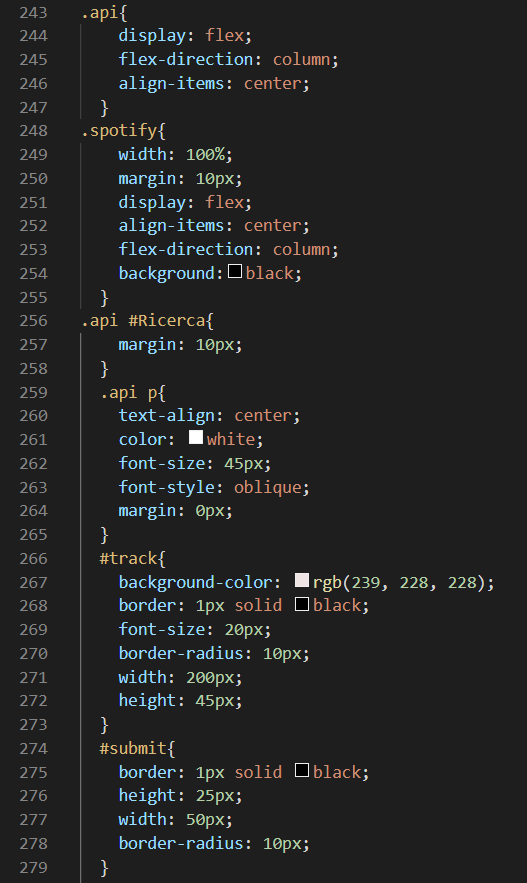 243 .api{
244 display: flex;
245 flex-direction: column;
246 align-items: center;
247 }
248 .spotify{
249 width: 100%;
250 margin: 10px;
251 display: flex;
252 align-items: center;
253 flex-direction: column;
254 background: black;
255 }
256 .api #Ricerca{
257 margin: 10px;
258 }
259 .api p{
260 text-align: center;
261 color: white;
262 font-size: 45px;
263 font-style: oblique;
264 margin: 0px;
265 }
266 #track{
267 background-color: rgb(239, 228, 228);
268 border: 1px solid black;
269 font-size: 20px;
270 border-radius: 10px;
271 width: 200px;
272 height: 45px;
273 }
274 #submit{
275 border: 1px solid black;
276 height: 25px;
277 width: 50px;
278 border-radius: 10px;
279 }